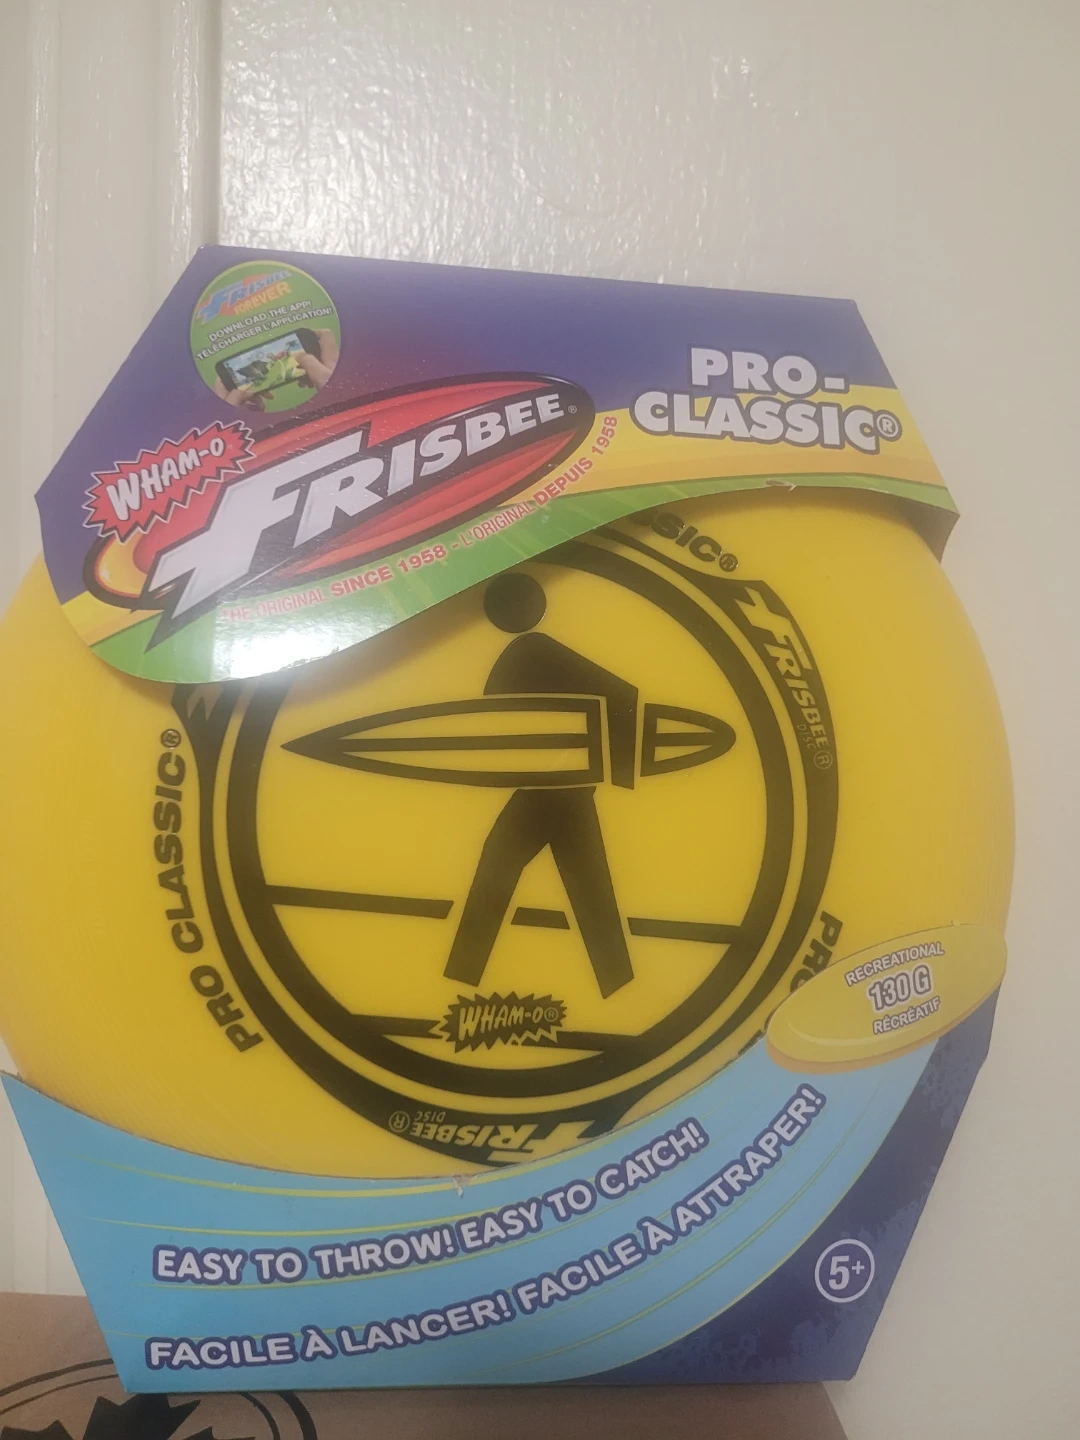 FRISBEE
FOREVER
DOWNLOAD THE APP!
TÉLÉCHARGER L'APPLICATION!
PRO-
CLASSIC®
WHAM-O
FRISBEE®
THE ORIGINAL SINCE 1958 - L'ORIGINAL DEPUIS 1958
SSIC®
FRISBEE®
DISC
PRO CLASSIC®
PRO
RECREATIONAL
130 G
RÉCRÉATIF
WHAM-O®
FRISBEE®
DISC
EASY TO THROW! EASY TO CATCH!
FACILE À LANCER! FACILE À ATTRAPER!
5+